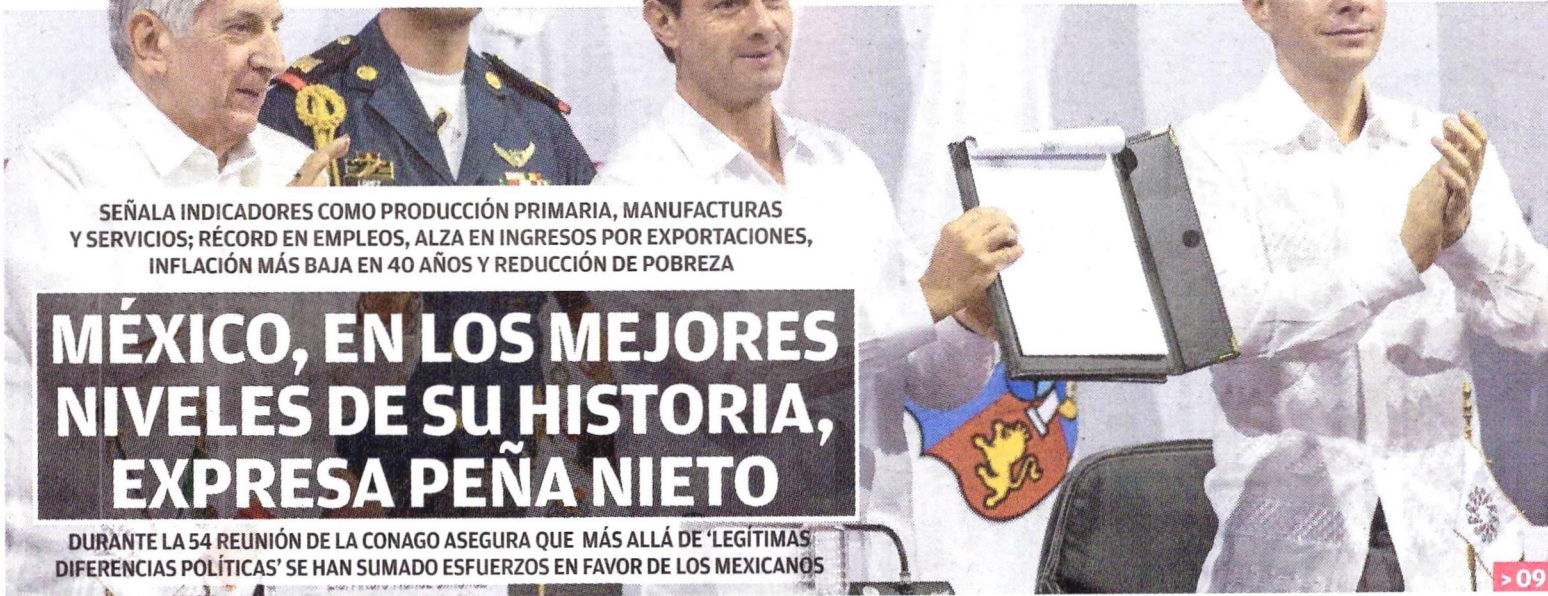 SEÑALA INDICADORES COMO PRODUCCIÓN PRIMARIA, MANUFACTURAS
Y SERVICIOS; RÉCORD EN EMPLEOS, ALZA EN INGRESOS POR EXPORTACIONES,
INFLACIÓN MÁS BAJA EN 40 AÑOS Y REDUCCIÓN DE POBREZA
MÉXICO, EN LOS MEJORES
NIVELES DE SU HISTORIA,
EXPRESA PEÑA NIETO
DURANTE LA 54 REUNIÓN DE LA CONAGO ASEGURA QUE MÁS ALLÁ DE ‘LEGÍTIMAS
DIFERENCIAS POLÍTICAS’ SE HAN SUMADO ESFUERZOS EN FAVOR DE LOS MEXICANOS
> 09